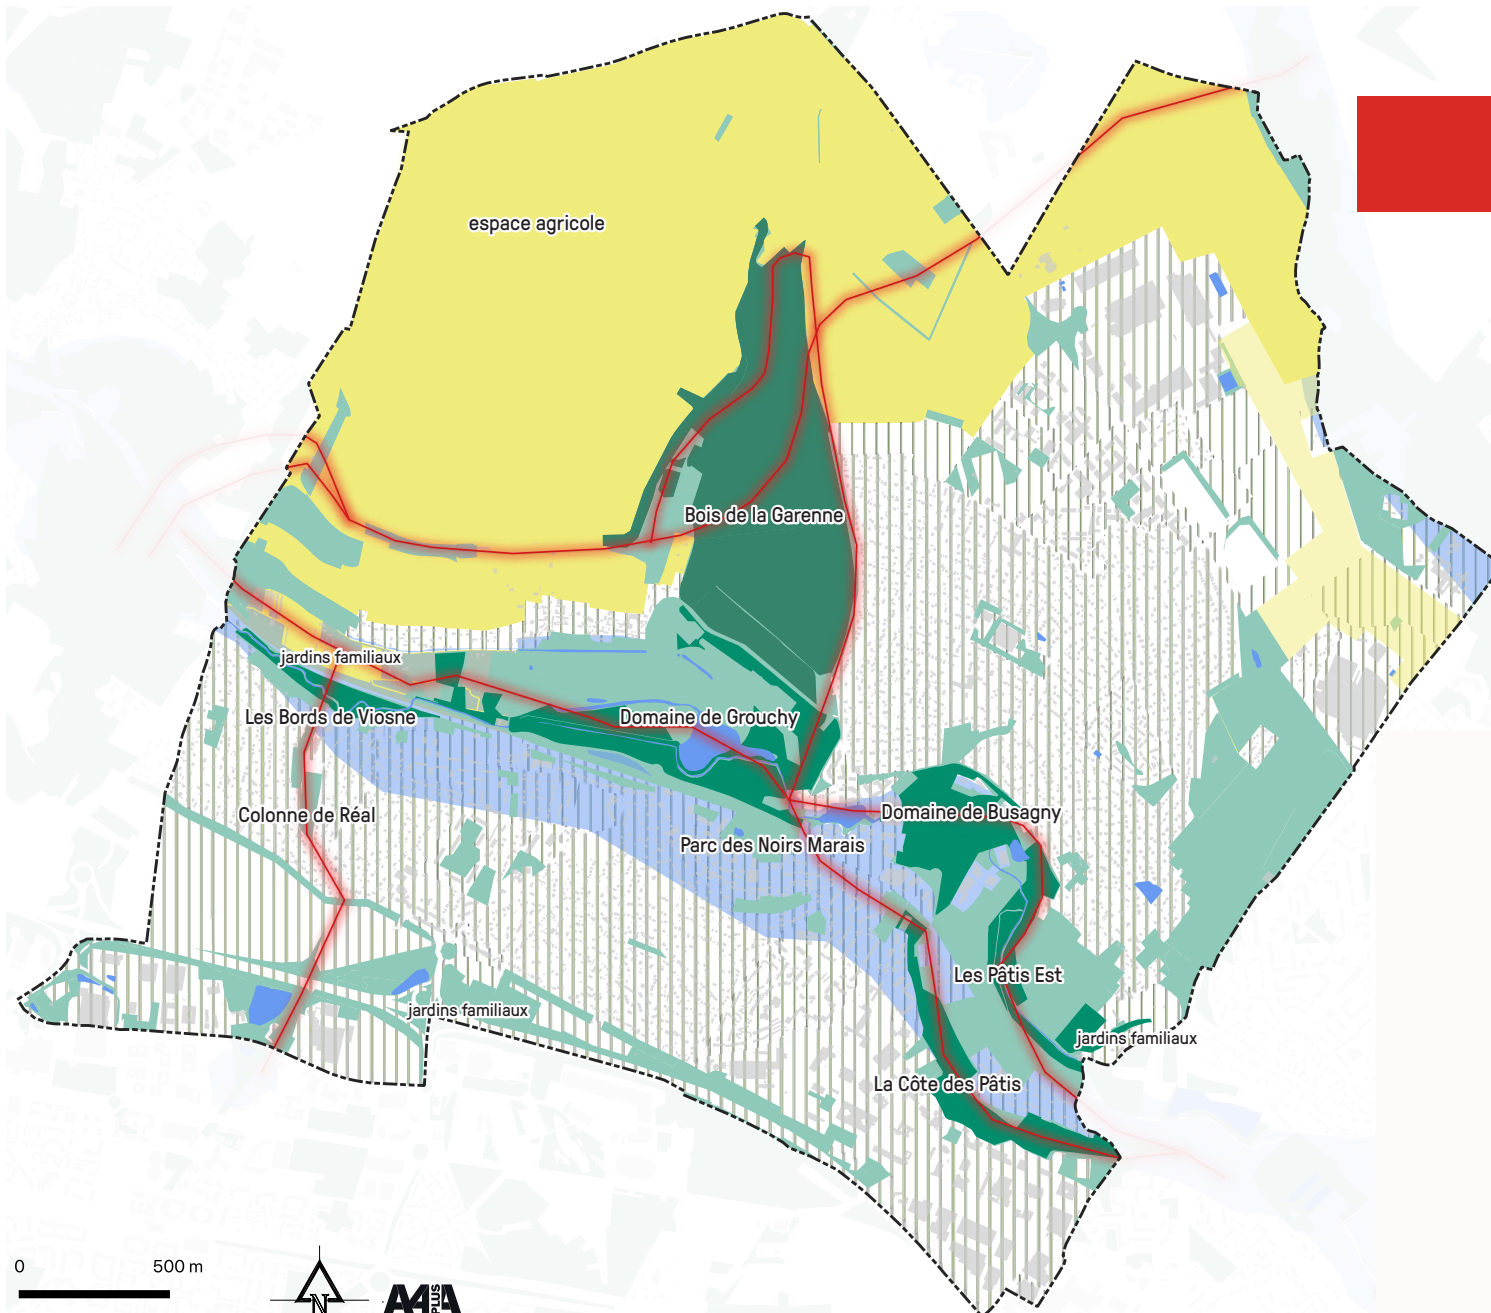 espace agricole
Bois de la Garenne
jardins familiaux
Les Bords de Viosne
Domaine de Grouchy
Colonne de Réal
Domaine de Busagny
Parc des Noirs Marais
Les Pâtis Est
jardins familiaux
jardins familiaux
La Côte des Pâtis
0 500 m
N
A4A PLUS